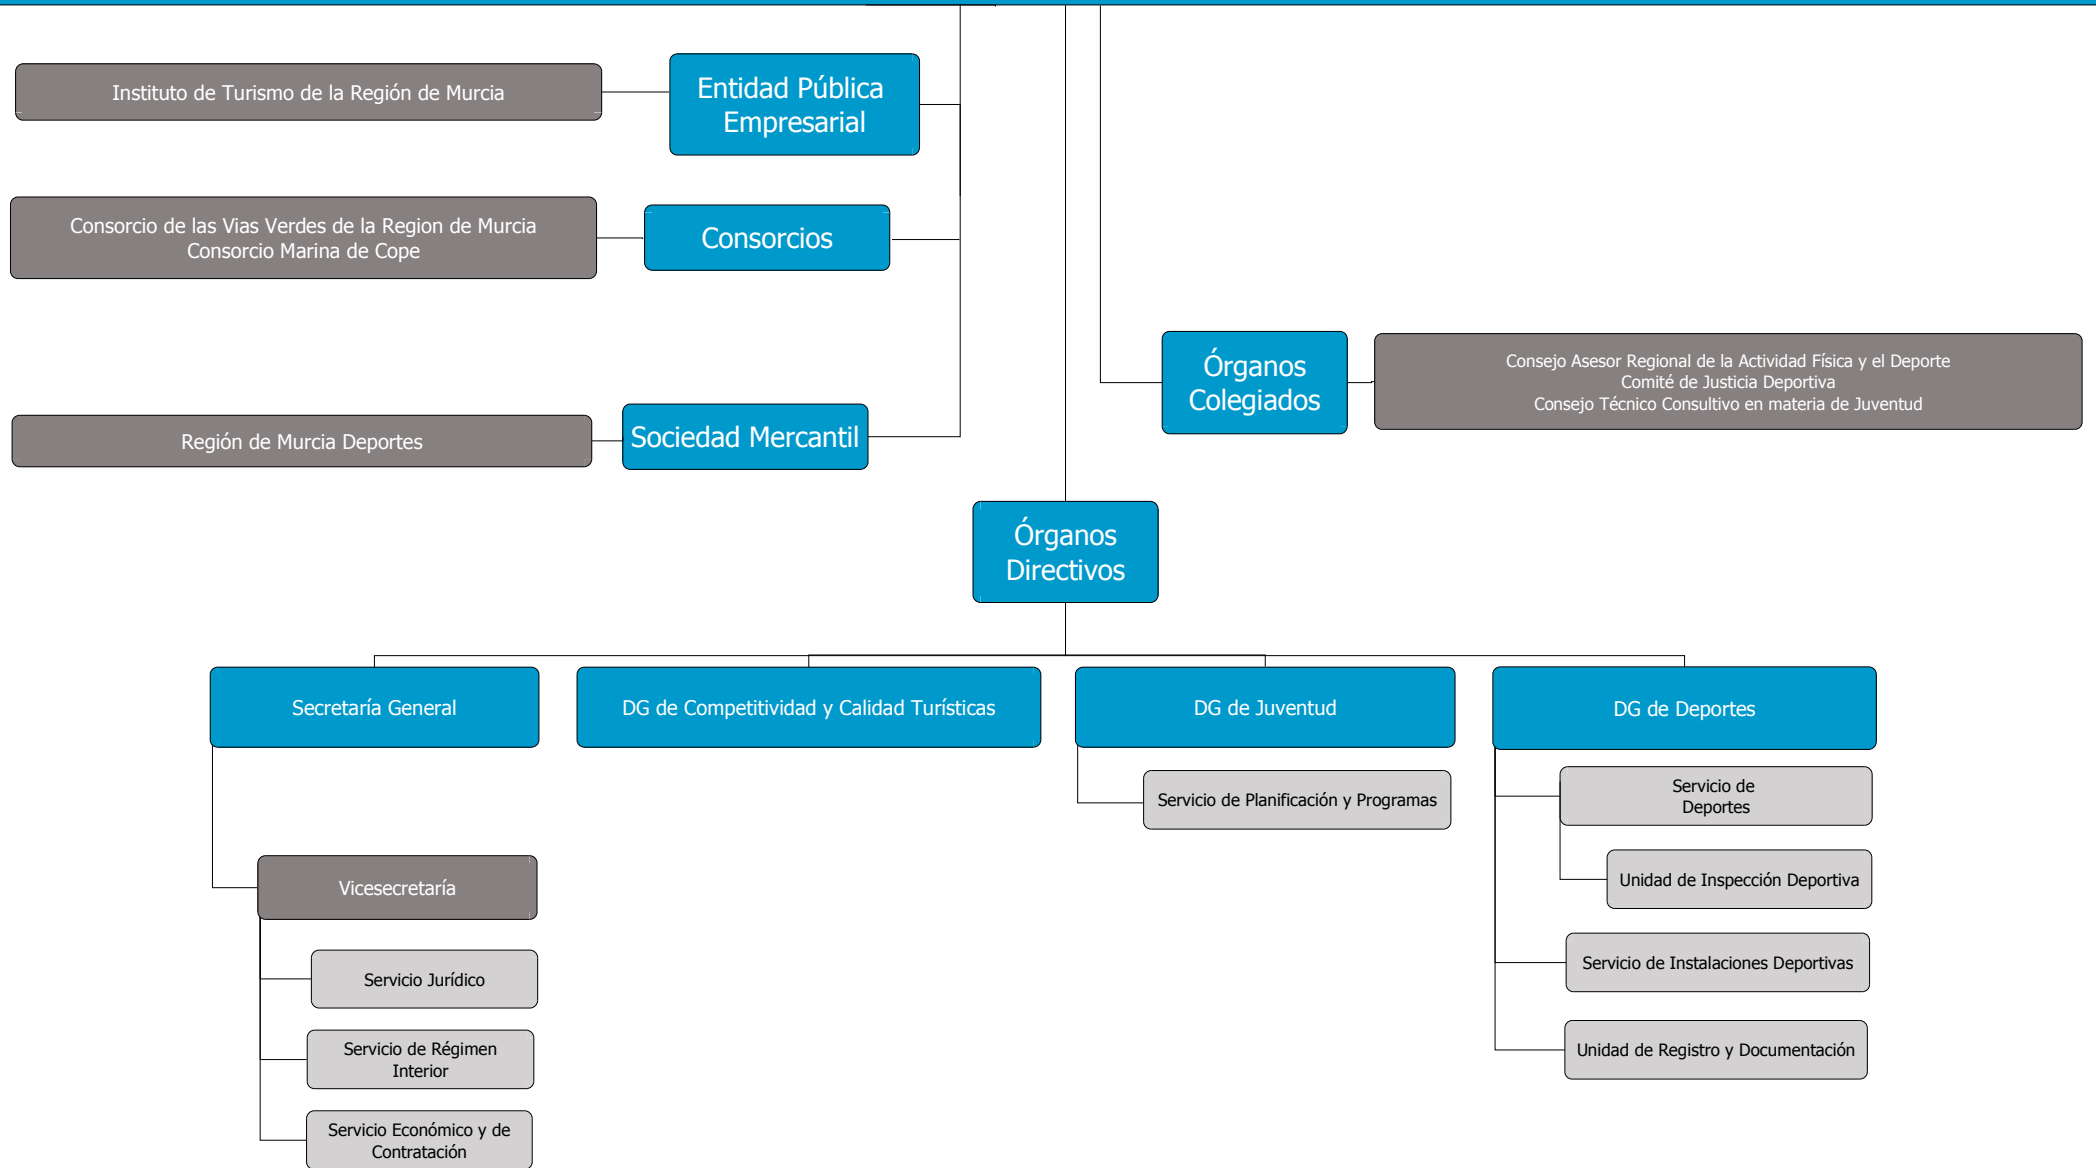 Instituto de Turismo de la Región de Murcia
Entidad Pública
Empresarial
Consorcio de las Vias Verdes de la Region de Murcia
Consorcio Marina de Cope
Consorcios
Región de Murcia Deportes
Sociedad Mercantil
Órganos
Colegiados
Consejo Asesor Regional de la Actividad Física y el Deporte
Comité de Justicia Deportiva
Consejo Técnico Consultivo en materia de Juventud
Órganos
Directivos
Secretaría General
DG de Competitividad y Calidad Turísticas
DG de Juventud
DG de Deportes
Vicesecretaría
Servicio Jurídico
Servicio de Régimen
Interior
Servicio Económico y de
Contratación
Servicio de Planificación y Programas
Servicio de
Deportes
Unidad de Inspección Deportiva
Servicio de Instalaciones Deportivas
Unidad de Registro y Documentación